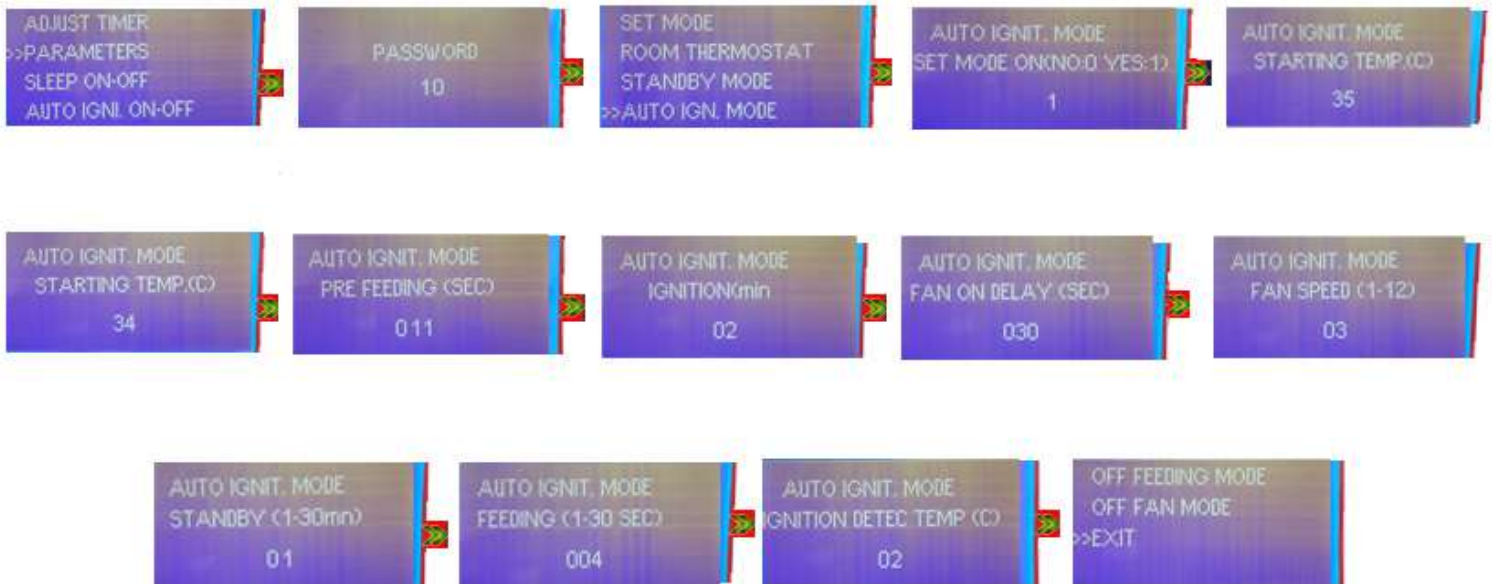 ADJUST TIMER
>>PARAMETERS
SLEEP ON-OFF
AUTO IGNI. ON-OFF
PASSWORD
10
SET MODE
ROOM THERMOSTAT
STANDBY MODE
>>AUTO IGN. MODE
AUTO IGNIT. MODE
SET MODE ON(NO:0 YES:1)
1
AUTO IGNIT. MODE
STARTING TEMP.(C)
35
AUTO IGNIT. MODE
STARTING TEMP.(C)
34
AUTO IGNIT. MODE
PRE FEEDING (SEC)
011
AUTO IGNIT. MODE
IGNITION(min
02
AUTO IGNIT. MODE
FAN ON DELAY (SEC)
030
AUTO IGNIT. MODE
FAN SPEED (1-12)
03
AUTO IGNIT. MODE
STANDBY (1-30mn)
01
AUTO IGNIT. MODE
FEEDING (1-30 SEC)
004
AUTO IGNIT. MODE
IGNITION DETEC TEMP (C)
02
OFF FEEDING MODE
OFF FAN MODE
>>EXIT